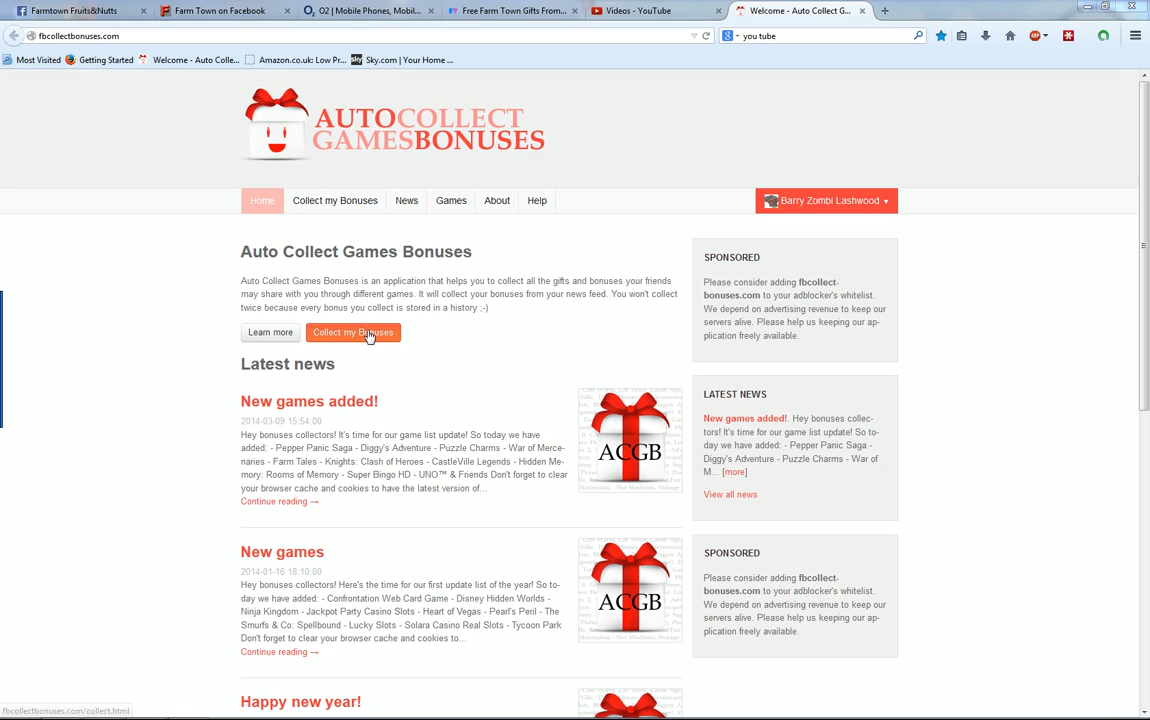 Farmtown Fruits&Nutts
Farm Town on Facebook
O2 | Mobile Phones, Mobil...
Free Farm Town Gifts From...
Videos - YouTube
Welcome - Auto Collect G...
fbcollectbonuses.com
you tube
Most Visited
Getting Started
Welcome - Auto Colle...
Amazon.co.uk: Low Pr...
Sky.com | Your Home ...
AUTOCOLLECT
GAMESBONUSES
Home
Collect my Bonuses
News
Games
About
Help
Barry Zombi Lashwood
Auto Collect Games Bonuses
Auto Collect Games Bonuses is an application that helps you to collect all the gifts and bonuses your friends
may share with you through different games. It will collect your bonuses from your news feed. You won't collect
twice because every bonus you collect is stored in a history ;-)
Learn more
Collect my Bonuses
Latest news
New games added!
2014-03-09 15:54:00
Hey bonuses collectors! It's time for our game list update! So today we have
added: - Pepper Panic Saga - Diggy's Adventure - Puzzle Charms - War of Merce-
naries - Farm Tales - Knights: Clash of Heroes - CastleVille Legends - Hidden Me-
mory: Rooms of Memory - Super Bingo HD - UNO™ & Friends Don't forget to clear
your browser cache and cookies to have the latest version of...
Continue reading →
ACGB
New games
2014-01-16 18:10:00
Hey bonuses collectors! Here's the time for our first update list of the year! So to-
day we have added: - Confrontation Web Card Game - Disney Hidden Worlds -
Ninja Kingdom - Jackpot Party Casino Slots - Heart of Vegas - Pearl's Peril - The
Smurfs & Co: Spellbound - Lucky Slots - Solara Casino Real Slots - Tycoon Park
Don't forget to clear your browser cache and cookies to...
Continue reading →
ACGB
Happy new year!
SPONSORED
Please consider adding fbcollect-
bonuses.com to your adblocker's whitelist.
We depend on advertising revenue to keep our
servers alive. Please help us keeping our ap-
plication freely available.
LATEST NEWS
New games added!. Hey bonuses collec-
tors! It's time for our game list update! So to-
day we have added: - Pepper Panic Saga -
Diggy's Adventure - Puzzle Charms - War of
M... [more]
View all news
SPONSORED
Please consider adding fbcollect-
bonuses.com to your adblocker's whitelist.
We depend on advertising revenue to keep our
servers alive. Please help us keeping our ap-
plication freely available.
fbcollectbonuses.com/collect.html